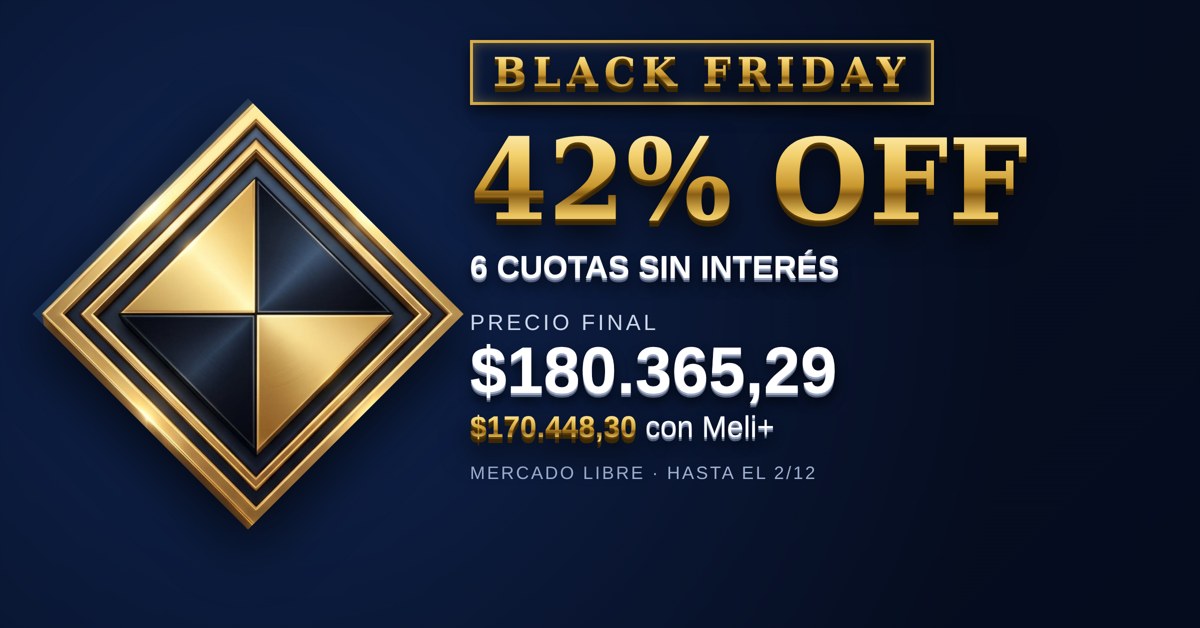 BLACK FRIDAY
42% OFF
6 CUOTAS SIN INTERÉS
PRECIO FINAL
$180.365,29
$170.448,30 con Meli+
MERCADO LIBRE · HASTA EL 2/12